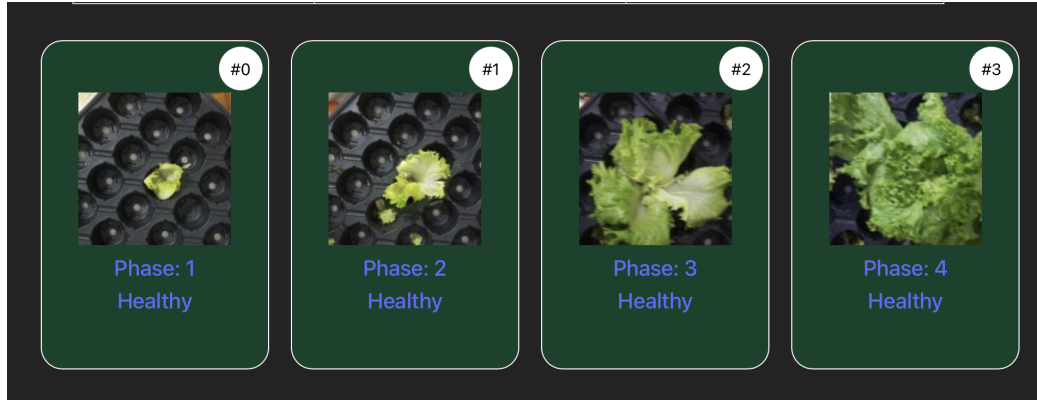 #0
Phase: 1
Healthy
#1
Phase: 2
Healthy
#2
Phase: 3
Healthy
#3
Phase: 4
Healthy